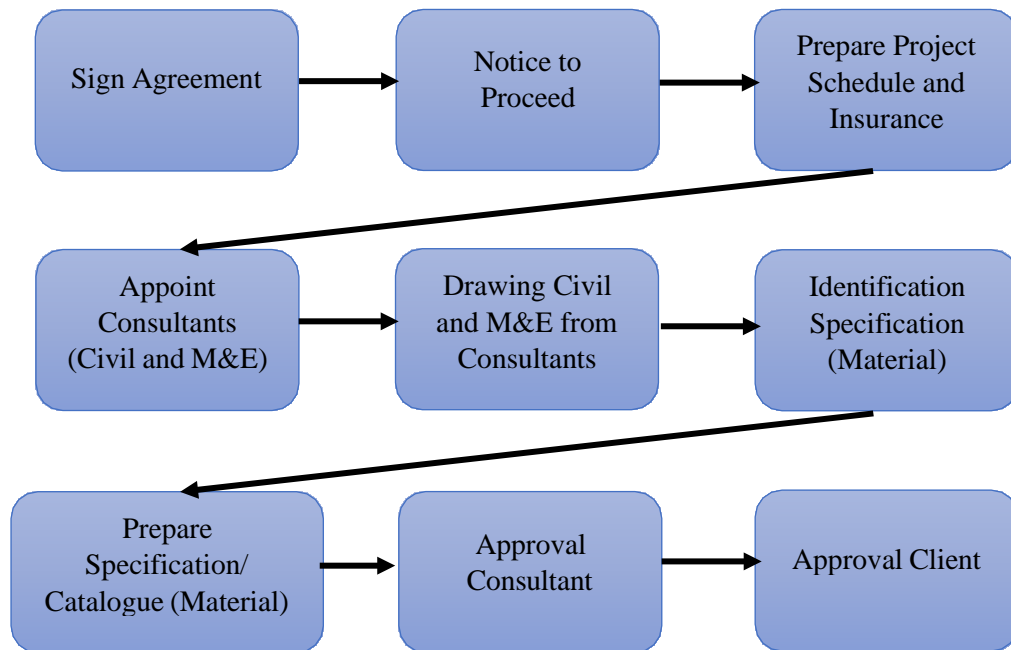 Sign Agreement
Notice to
Proceed
Prepare Project
Schedule and
Insurance
Appoint
Consultants
(Civil and M&E)
Drawing Civil
and M&E from
Consultants
Identification
Specification
(Material)
Prepare
Specification/
Catalogue (Material)
Approval
Consultant
Approval Client